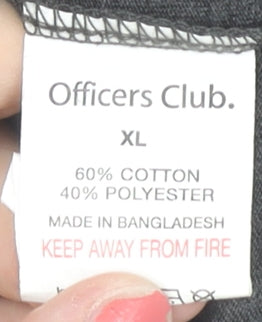 Officers Club.
XL
60% COTTON
40% POLYESTER
MADE IN BANGLADESH
KEEP AWAY FROM FIRE